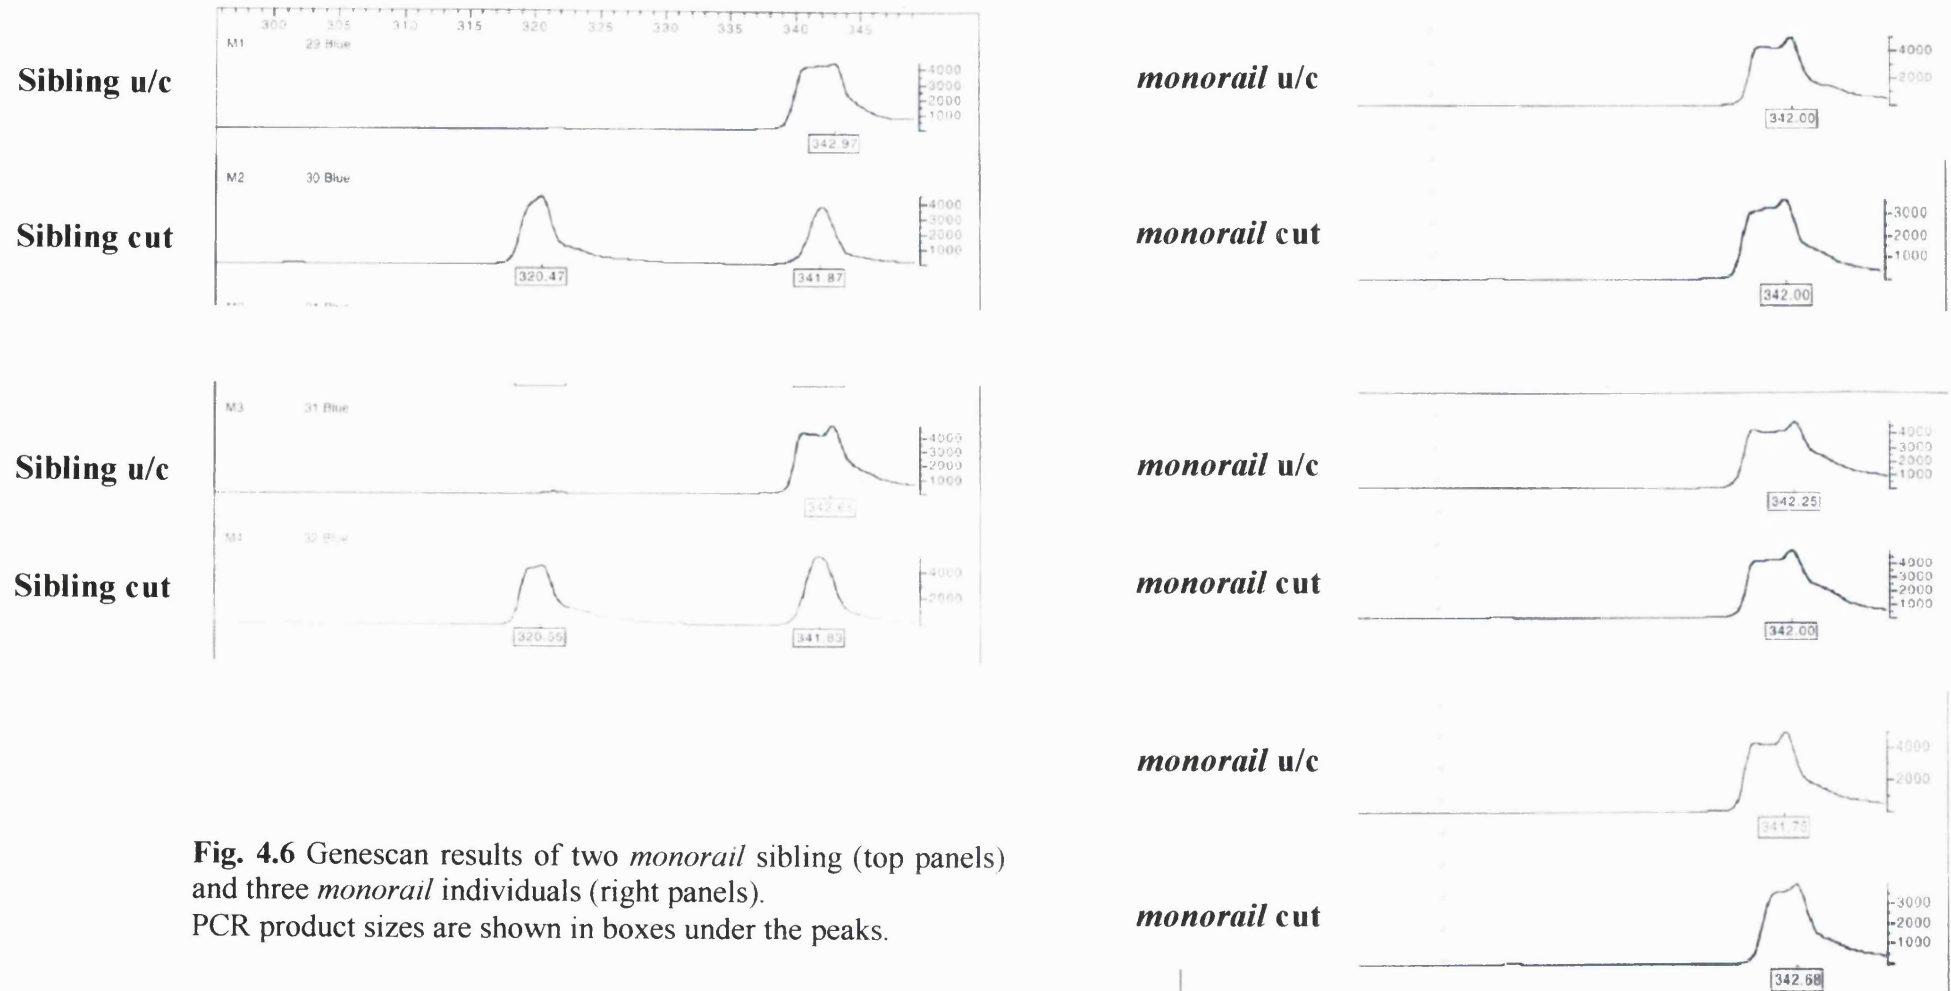 300 305 310 315 320 325 330 335 340 345
M1 29 Blue
Sibling u/c
4000
3000
2000
1000
342.97
M2 30 Blue
Sibling cut
4000
3000
2000
1000
320.47 341.87
M3 31 Blue
Sibling u/c
4000
3000
2000
1000
M4 32 Blue
Sibling cut
4000
2000
320.55 341.83
monorail u/c
4000
2000
342.00
monorail cut
3000
2000
1000
342.00
monorail u/c
4000
3000
2000
1000
342.25
monorail cut
4000
3000
2000
1000
342.00
monorail u/c
4000
2000
monorail cut
3000
2000
1000
342.68
Fig. 4.6 Genescan results of two monorail sibling (top panels)
and three monorail individuals (right panels).
PCR product sizes are shown in boxes under the peaks.